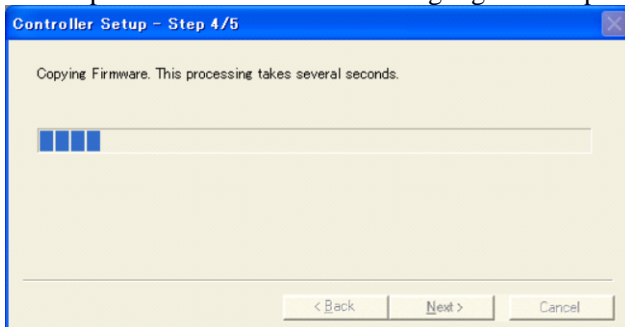 Controller Setup - Step 4/5
Copying Firmware. This processing takes several seconds.
< Back Next > Cancel